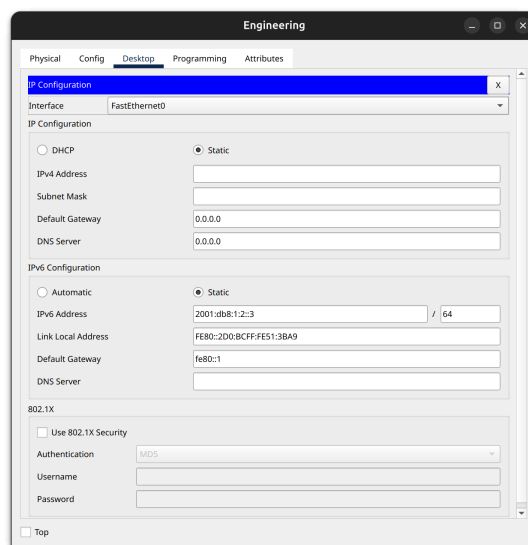 Engineering
Physical Config Desktop Programming Attributes
IP Configuration X
Interface FastEthernet0
IP Configuration
DHCP Static
IPv4 Address
Subnet Mask
Default Gateway 0.0.0.0
DNS Server 0.0.0.0
IPv6 Configuration
Automatic Static
IPv6 Address 2001:db8:1:2::3 / 64
Link Local Address FE80::2D0:BCFF:FE51:3BA9
Default Gateway fe80::1
DNS Server
802.1X
Use 802.1X Security
Authentication MD5
Username
Password
Top